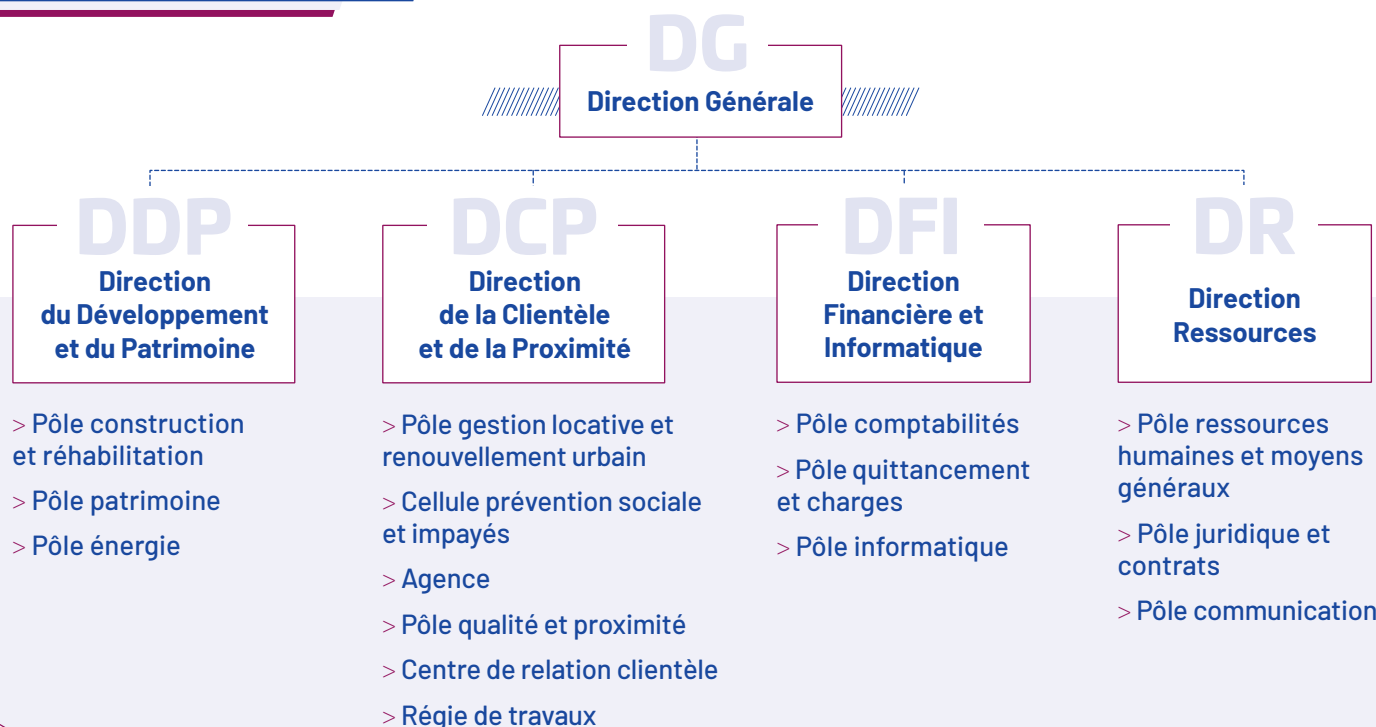 DG
Direction Générale
DDP
Direction
du Développement
et du Patrimoine
> Pôle construction
et réhabilitation
> Pôle patrimoine
> Pôle énergie
DCP
Direction
de la Clientèle
et de la Proximité
> Pôle gestion locative et
renouvellement urbain
> Cellule prévention sociale
et impayés
> Agence
> Pôle qualité et proximité
> Centre de relation clientèle
> Régie de travaux
DFI
Direction
Financière et
Informatique
> Pôle comptabilités
> Pôle quittancement
et charges
> Pôle informatique
DR
Direction
Ressources
> Pôle ressources
humaines et moyens
généraux
> Pôle juridique et
contrats
> Pôle communication